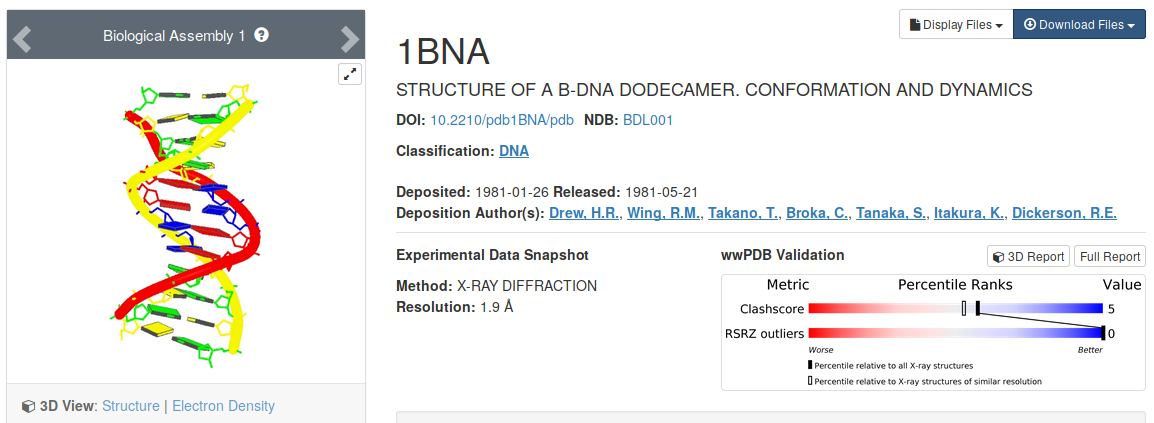 Biological Assembly 1 ?
3D View: Structure | Electron Density
Display Files
Download Files
1BNA
STRUCTURE OF A B-DNA DODECAMER. CONFORMATION AND DYNAMICS
DOI: 10.2210/pdb1BNA/pdb NDB: BDL001
Classification: DNA
Deposited: 1981-01-26 Released: 1981-05-21
Deposition Author(s): Drew, H.R., Wing, R.M., Takano, T., Broka, C., Tanaka, S., Itakura, K., Dickerson, R.E.
Experimental Data Snapshot
Method: X-RAY DIFFRACTION
Resolution: 1.9 Å
wwPDB Validation
3D Report
Full Report
Metric Percentile Ranks Value
Clashscore 5
RSRZ outliers 0
Worse Better
Percentile relative to all X-ray structures
Percentile relative to X-ray structures of similar resolution